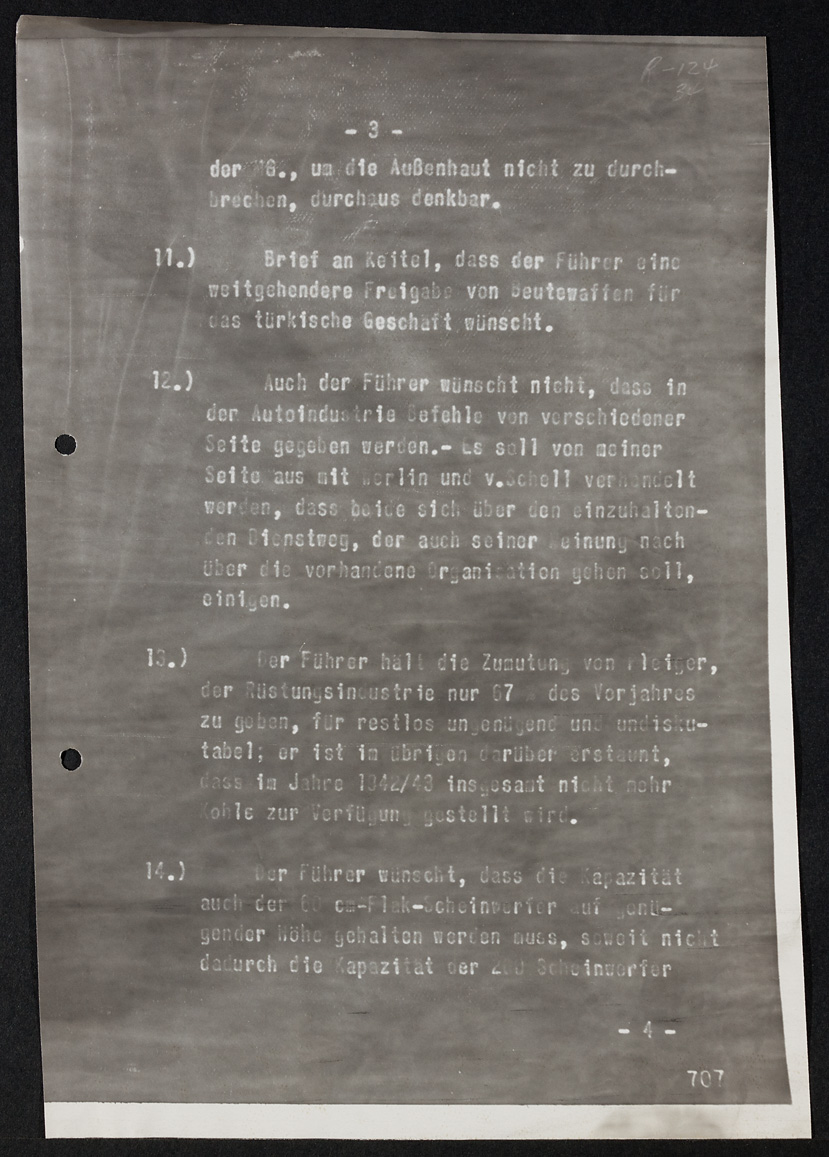 R-124
34
- 3 -
der MG., um die Außenhaut nicht zu durch-
brechen, durchaus denkbar.
11.) Brief an Keitel, dass der Führer eine
weitgehendere Freigabe von Beutewaffen für
das türkische Geschäft wünscht.
12.) Auch der Führer wünscht nicht, dass in
der Autoindustrie Befehle von verschiedener
Seite gegeben werden.- Es soll von meiner
Seite aus mit Werlin und v.Schell verhandelt
werden, dass beide sich über den einzuhalten-
den Dienstweg, der auch seiner Meinung nach
über die vorhandene Organisation gehen soll,
einigen.
13.) Der Führer hält die Zumutung von Pleiger,
der Rüstungsindustrie nur 67 % des Vorjahres
zu geben, für restlos ungenügend und undisku-
tabel; er ist im übrigen darüber erstaunt,
dass im Jahre 1942/43 insgesamt nicht mehr
Kohle zur Verfügung gestellt wird.
14.) Der Führer wünscht, dass die Kapazität
auch der 60 cm-Flak-Scheinwerfer auf genü-
gender Höhe gehalten werden muss, soweit nicht
dadurch die Kapazität der 200 Scheinwerfer
- 4 -
707